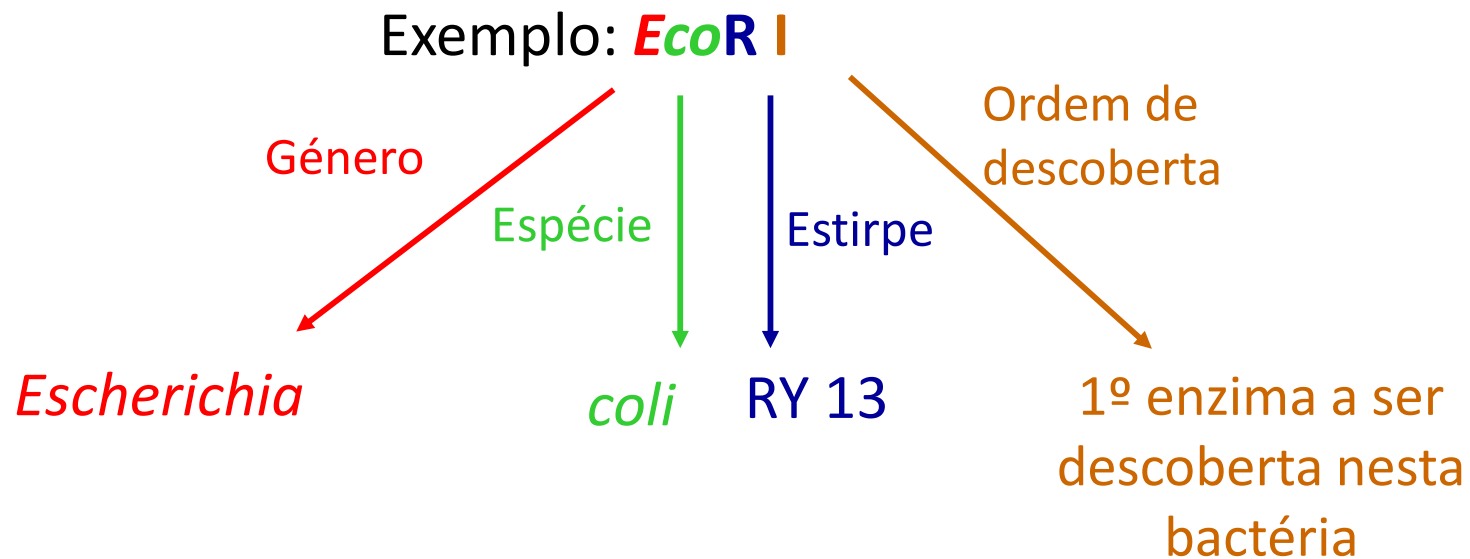 Exemplo: EcoR I
Género
Espécie
Estirpe
Ordem de
descoberta
Escherichia
coli
RY 13
1º enzima a ser
descoberta nesta
bactéria